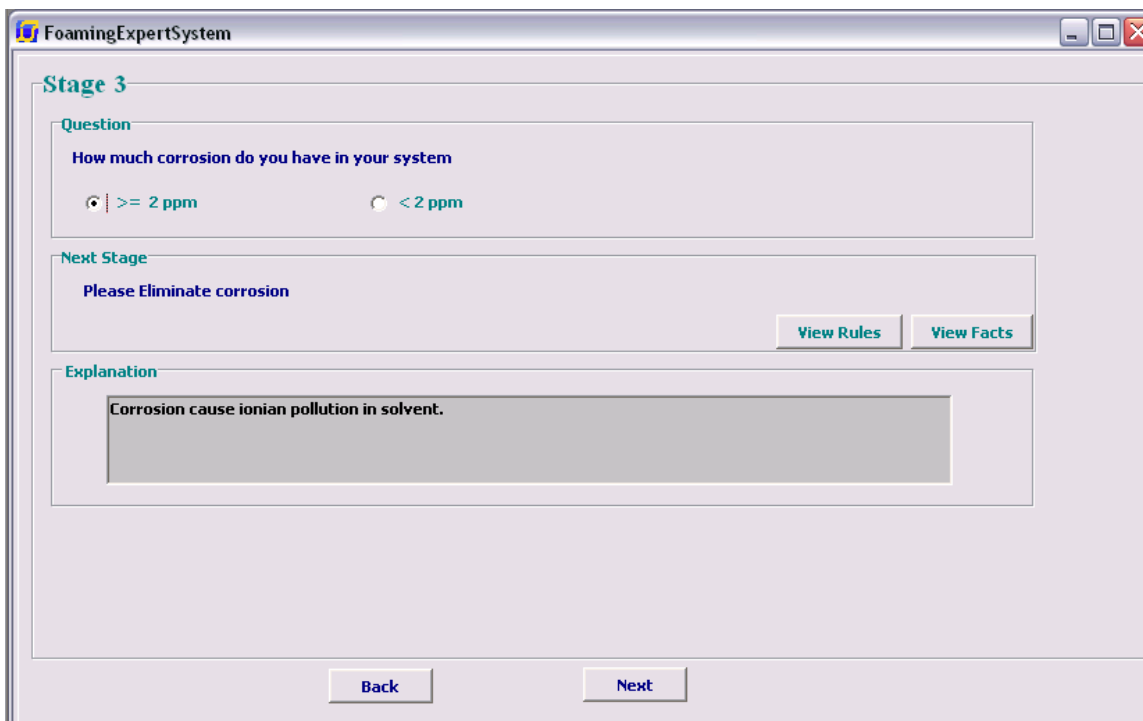 FoamingExpertSystem
Stage 3
Question
How much corrosion do you have in your system
>= 2 ppm < 2 ppm
Next Stage
Please Eliminate corrosion
View Rules View Facts
Explanation
Corrosion cause ionian pollution in solvent.
Back Next